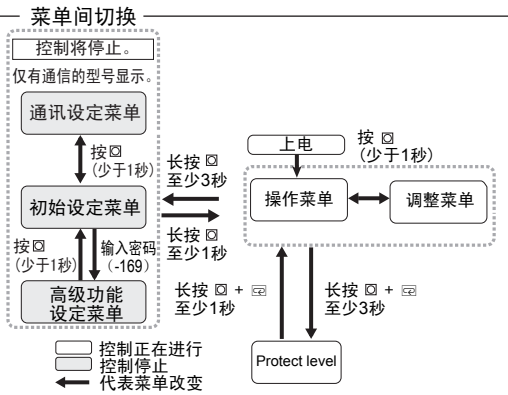 菜单间切换
控制将停止。
仅有通信的型号显示。
通讯设定菜单
按
(少于1秒)
初始设定菜单
按
(少于1秒)
输入密码
（-169）
高级功能
设定菜单
长按
至少3秒
长按
至少1秒
上电
按
(少于1秒)
操作菜单
调整菜单
长按 +
至少1秒
长按 +
至少3秒
Protect level
控制正在进行
控制停止
代表菜单改变